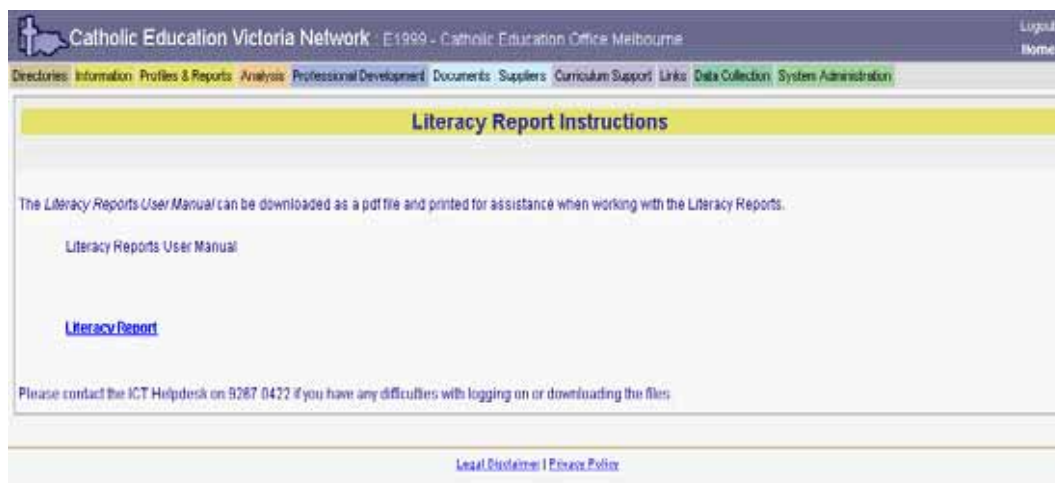 Catholic Education Victoria Network : E1999 - Catholic Education Office Melbourne
Logout
Home
Directories Information Profiles & Reports Analysis Professional Development Documents Suppliers Curriculum Support Links Data Collection System Administration
Literacy Report Instructions
The Literacy Reports User Manual can be downloaded as a pdf file and printed for assistance when working with the Literacy Reports.
Literacy Reports User Manual
Literacy Report
Please contact the ICT Helpdesk on 9267 0422 if you have any difficulties with logging on or downloading the files.
Legal Disclaimer | Privacy Policy